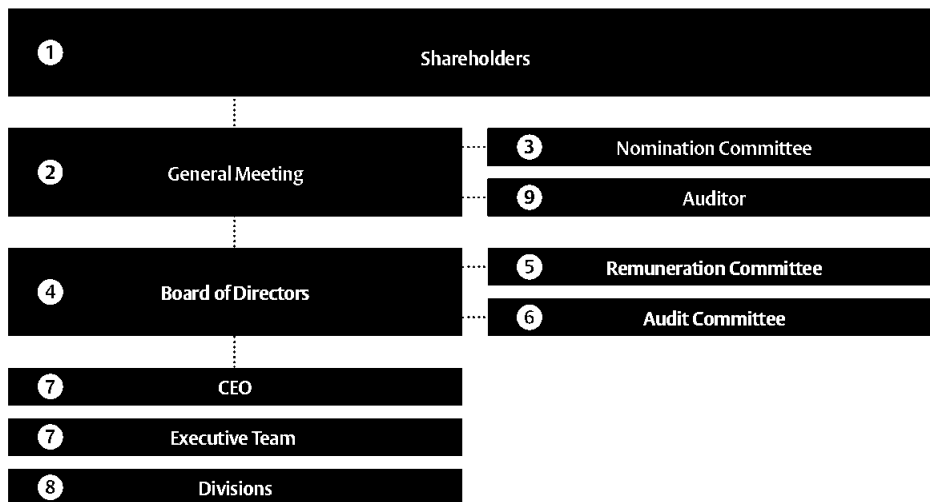 1 Shareholders
2 General Meeting
3 Nomination Committee
9 Auditor
4 Board of Directors
5 Remuneration Committee
6 Audit Committee
7 CEO
7 Executive Team
8 Divisions